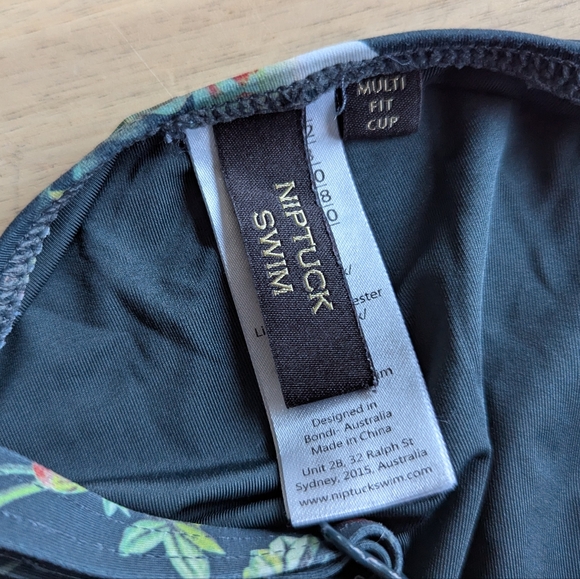 MULTI
FIT
CUP
NIPTUCK
SWIM
Designed in
Bondi- Australia
Made in China
Unit 2B, 32 Ralph St
Sydney, 2015, Australia
www.niptuckswim.com